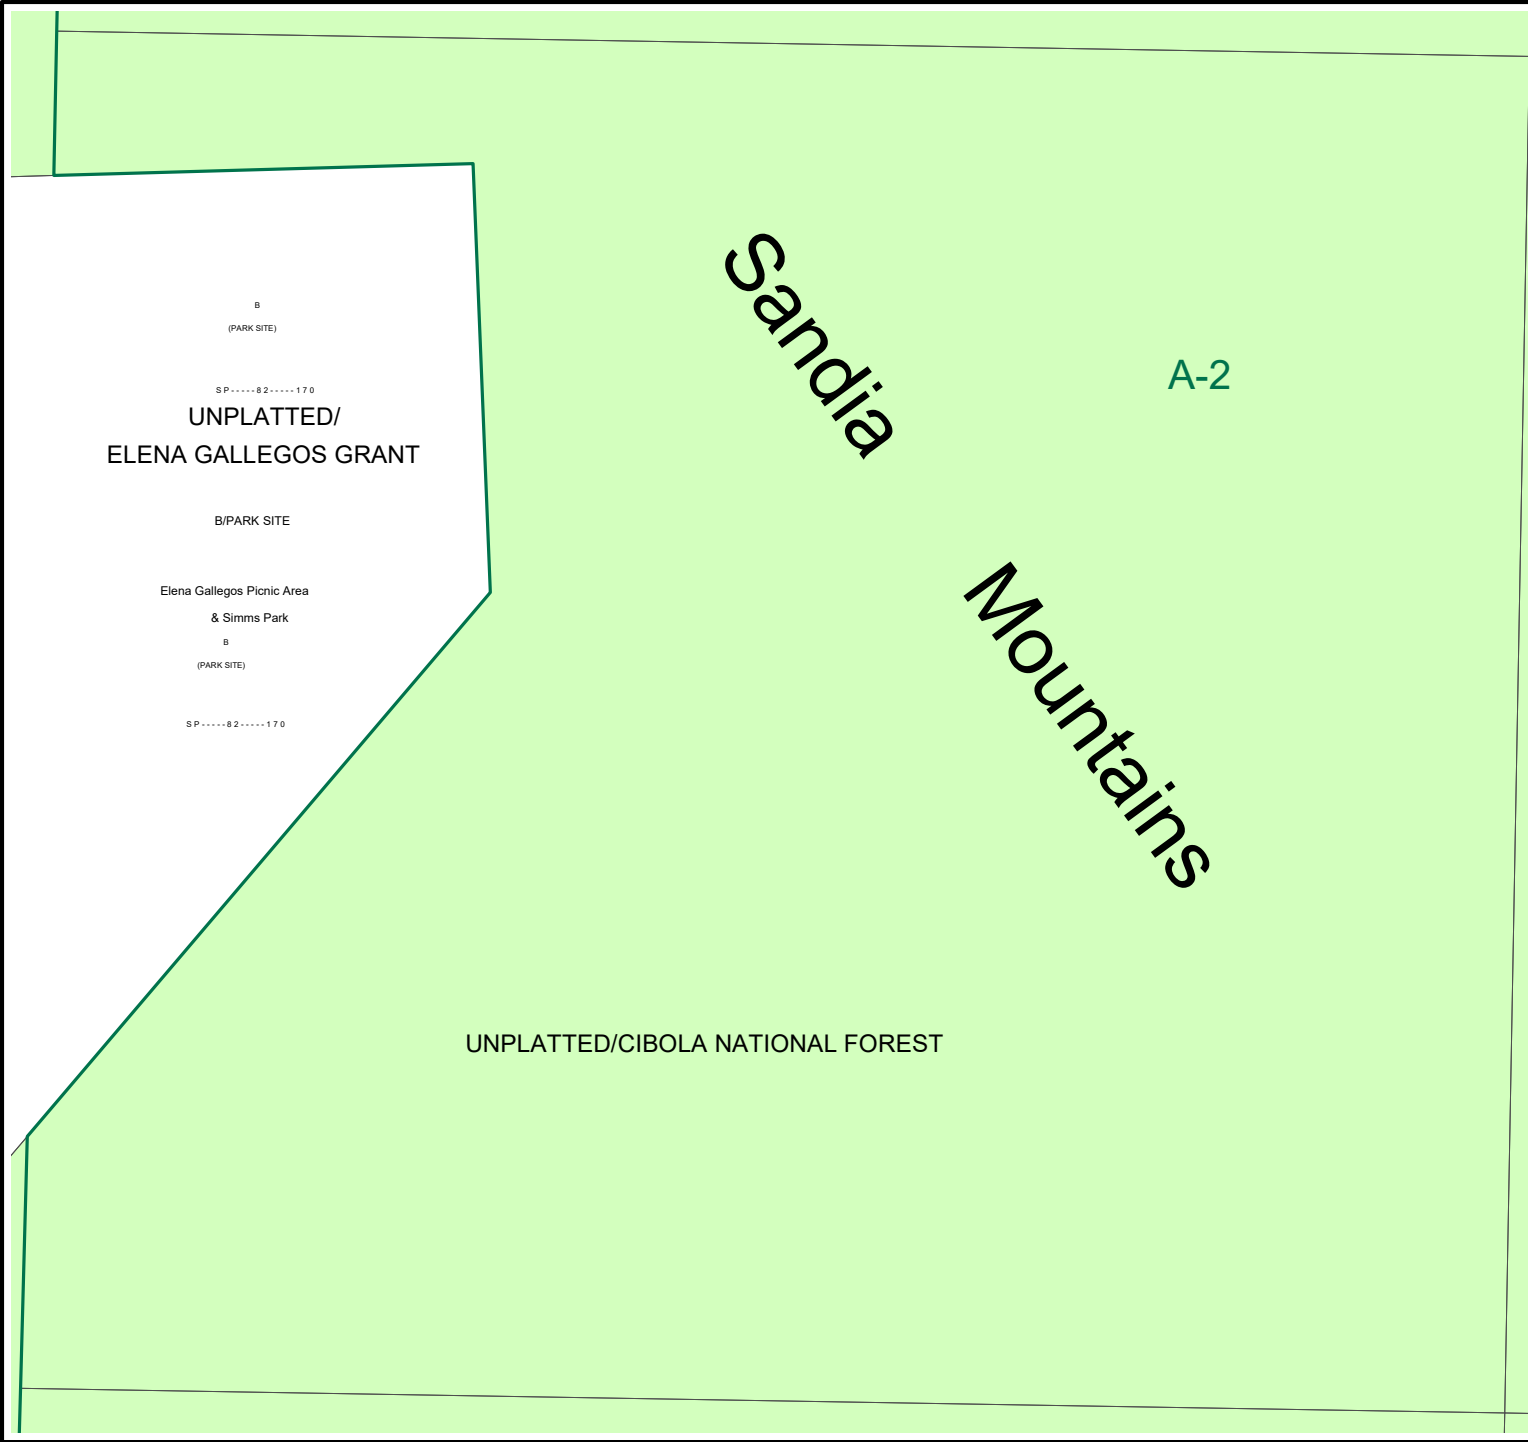 Sandia
Mountains
A-2
B
(PARK SITE)
SP-----82-----170
UNPLATTED/
ELENA GALLEGOS GRANT
B/PARK SITE
Elena Gallegos Picnic Area
& Simms Park
B
(PARK SITE)
SP-----82-----170
UNPLATTED/CIBOLA NATIONAL FOREST